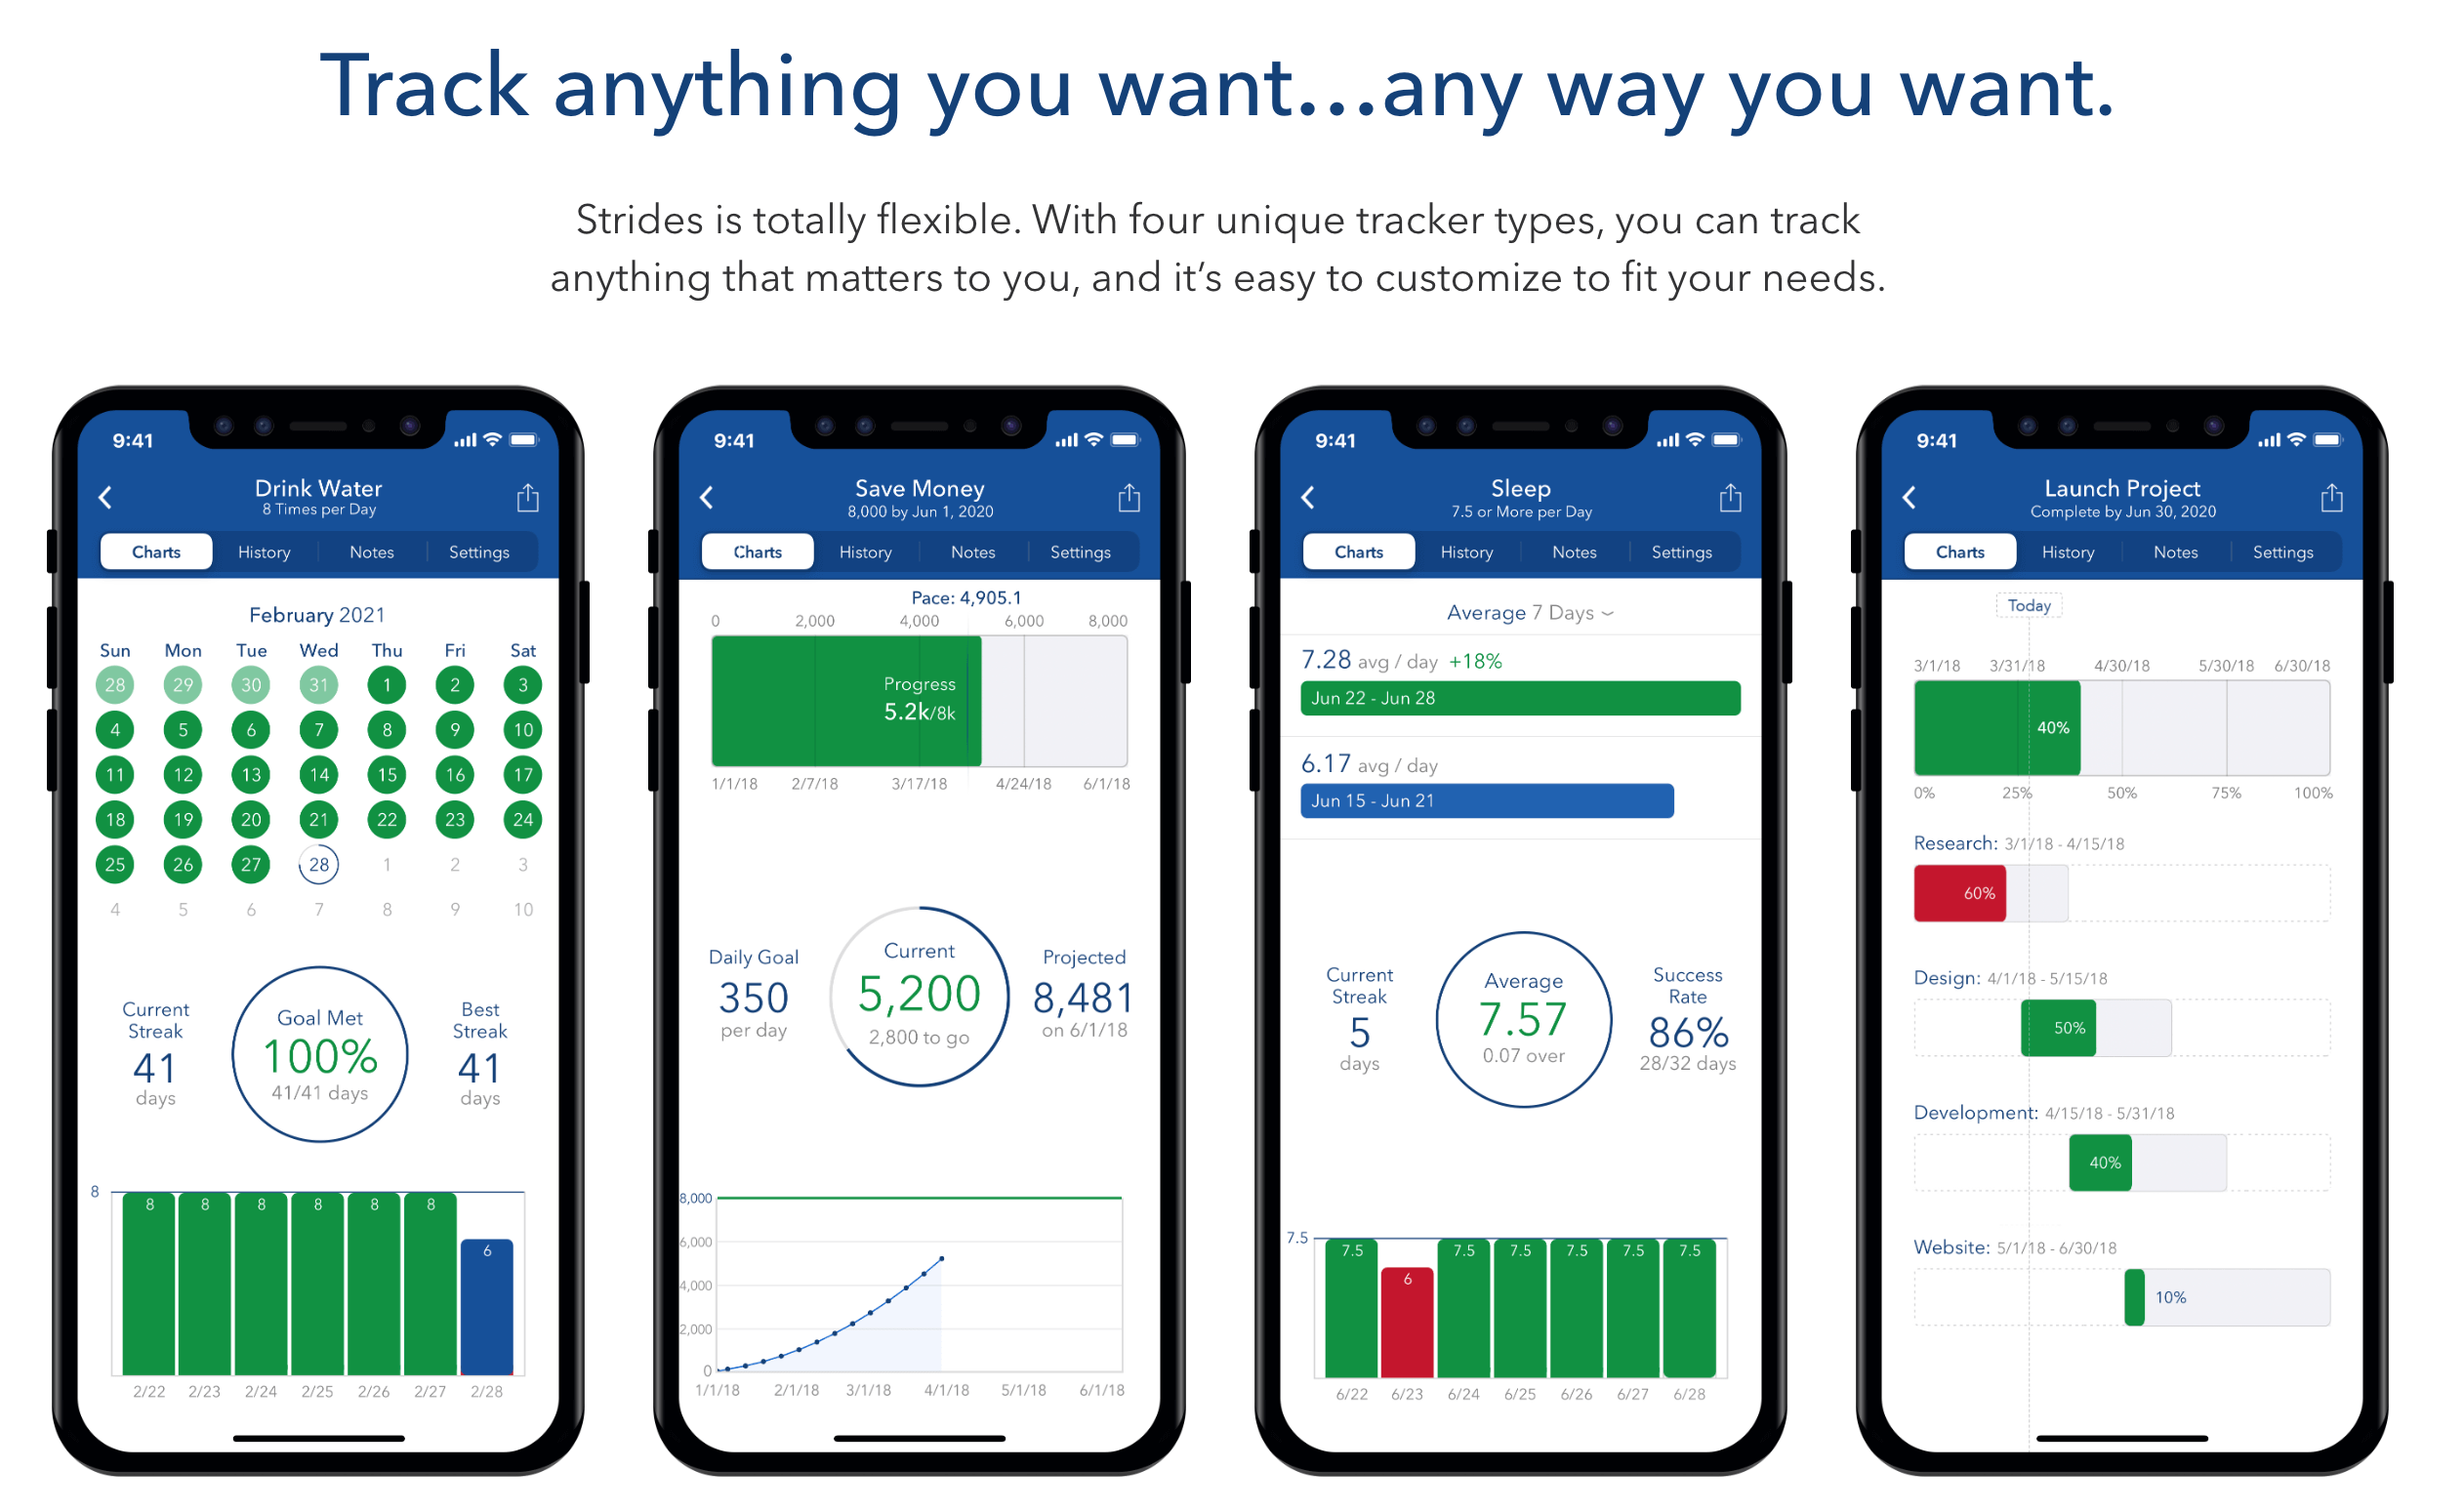 Track anything you want...any way you want.
Strides is totally flexible. With four unique tracker types, you can track
anything that matters to you, and it’s easy to customize to fit your needs.
9:41
Drink Water
8 Times per Day
Charts History Notes Settings
February 2021
Sun Mon Tue Wed Thu Fri Sat
28 29 30 31 1 2 3
4 5 6 7 8 9 10
11 12 13 14 15 16 17
18 19 20 21 22 23 24
25 26 27 28 1 2 3
4 5 6 7 8 9 10
Current
Streak
41
days
Goal Met
100%
41/41 days
Best
Streak
41
days
8
8 8 8 8 8 8 6
2/22 2/23 2/24 2/25 2/26 2/27 2/28
9:41
Save Money
8,000 by Jun 1, 2020
Charts History Notes Settings
Pace: 4,905.1
0 2,000 4,000 6,000 8,000
Progress
5.2k/8k
1/1/18 2/7/18 3/17/18 4/24/18 6/1/18
Daily Goal
350
per day
Current
5,200
2,800 to go
Projected
8,481
on 6/1/18
8,000
6,000
4,000
2,000
0
1/1/18 2/1/18 3/1/18 4/1/18 5/1/18 6/1/18
9:41
Sleep
7.5 or More per Day
Charts History Notes Settings
Average 7 Days
7.28 avg / day +18%
Jun 22 - Jun 28
6.17 avg / day
Jun 15 - Jun 21
Current
Streak
5
days
Average
7.57
0.07 over
Success
Rate
86%
28/32 days
7.5
7.5 6 7.5 7.5 7.5 7.5 7.5
6/22 6/23 6/24 6/25 6/26 6/27 6/28
9:41
Launch Project
Complete by Jun 30, 2020
Charts History Notes Settings
Today
3/1/18 3/31/18 4/30/18 5/30/18 6/30/18
40%
0% 25% 50% 75% 100%
Research: 3/1/18 - 4/15/18
60%
Design: 4/1/18 - 5/15/18
50%
Development: 4/15/18 - 5/31/18
40%
Website: 5/1/18 - 6/30/18
10%